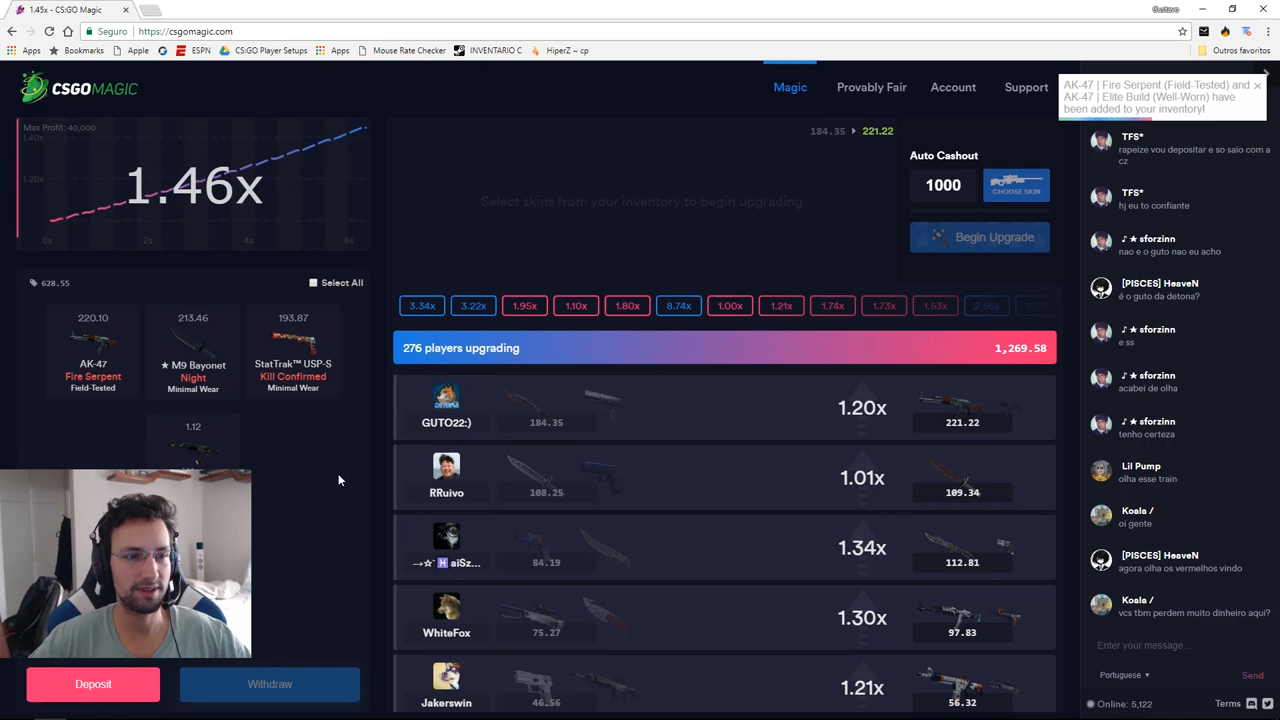 1.45x - CS:GO Magic
Gustavo
Seguro
https://csgomagic.com
Apps
Bookmarks
Apple
ESPN
CS:GO Player Setups
Apps
Mouse Rate Checker
INVENTARIO C
HiperZ ~ cp
Outros favoritos
CSGOMAGIC
Magic
Provably Fair
Account
Support
AK-47 | Fire Serpent (Field-Tested) and
AK-47 | Elite Build (Well-Worn) have
been added to your inventory!
Max Profit: 40,000
1.40x
1.20x
1.46x
0s
2s
4s
6s
184.35
221.22
Select skins from your inventory to begin upgrading
Auto Cashout
1000
CHOOSE SKIN
Begin Upgrade
628.55
Select All
220.10
AK-47
Fire Serpent
Field-Tested
213.46
★ M9 Bayonet
Night
Minimal Wear
193.87
StatTrak™ USP-S
Kill Confirmed
Minimal Wear
1.12
3.34x
3.22x
1.95x
1.10x
1.80x
8.74x
1.00x
1.21x
1.74x
1.73x
1.53x
276 players upgrading
1,269.58
GUTO22:)
184.35
1.20x
221.22
RRuivo
108.25
1.01x
109.34
aiSz...
84.19
1.34x
112.81
WhiteFox
75.27
1.30x
97.83
Jakerswin
46.56
1.21x
56.32
Deposit
Withdraw
TFS*
rapeize vou depositar e so saio com a
cz
TFS*
hj eu to confiante
♪ ★ sforzinn
nao e o guto nao eu acho
[PISCES] HeaveN
é o guto da detona?
♪ ★ sforzinn
e ss
♪ ★ sforzinn
acabei de olha
♪ ★ sforzinn
tenho certeza
Lil Pump
olha esse train
Koala /
oi gente
[PISCES] HeaveN
agora olha os vermelhos vindo
Koala /
vcs tbm perdem muito dinheiro aqui?
Enter your message...
Portuguese
Send
Online: 5,122
Terms